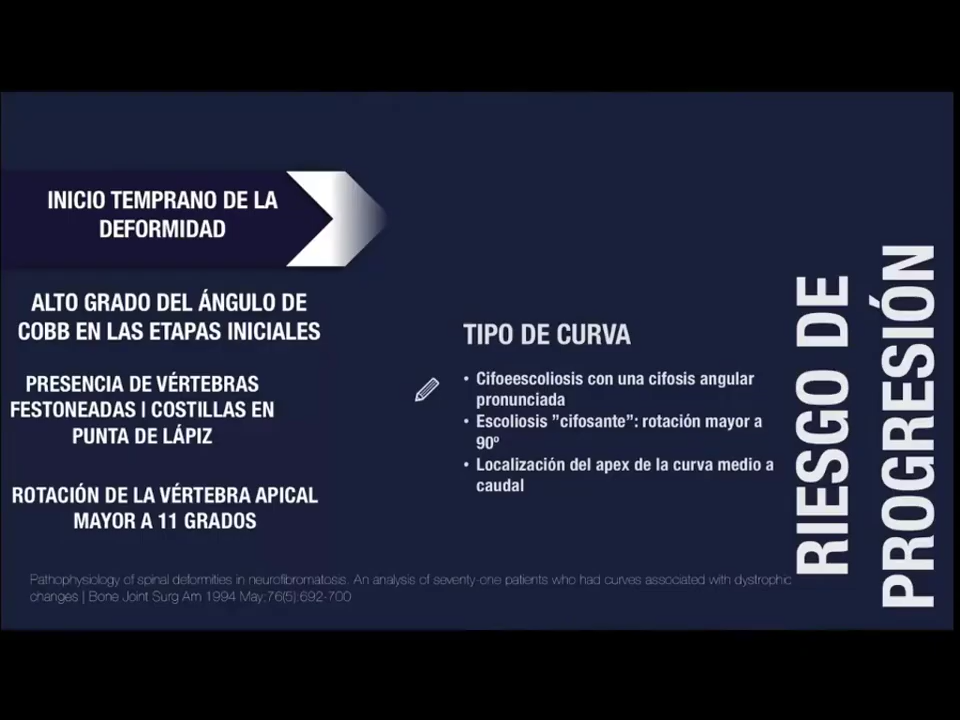 INICIO TEMPRANO DE LA
DEFORMIDAD
ALTO GRADO DEL ÁNGULO DE
COBB EN LAS ETAPAS INICIALES
PRESENCIA DE VÉRTEBRAS
FESTONEADAS | COSTILLAS EN
PUNTA DE LÁPIZ
ROTACIÓN DE LA VÉRTEBRA APICAL
MAYOR A 11 GRADOS
TIPO DE CURVA
• Cifoeescoliosis con una cifosis angular
pronunciada
• Escoliosis "cifosante": rotación mayor a
90º
• Localización del apex de la curva medio a
caudal
RIESGO DE
PROGRESIÓN
Pathophysiology of spinal deformities in neurofibromatosis. An analysis of seventy-one patients who had curves associated with dystrophic
changes | Bone Joint Surg Am 1994 May;76(5):692-700